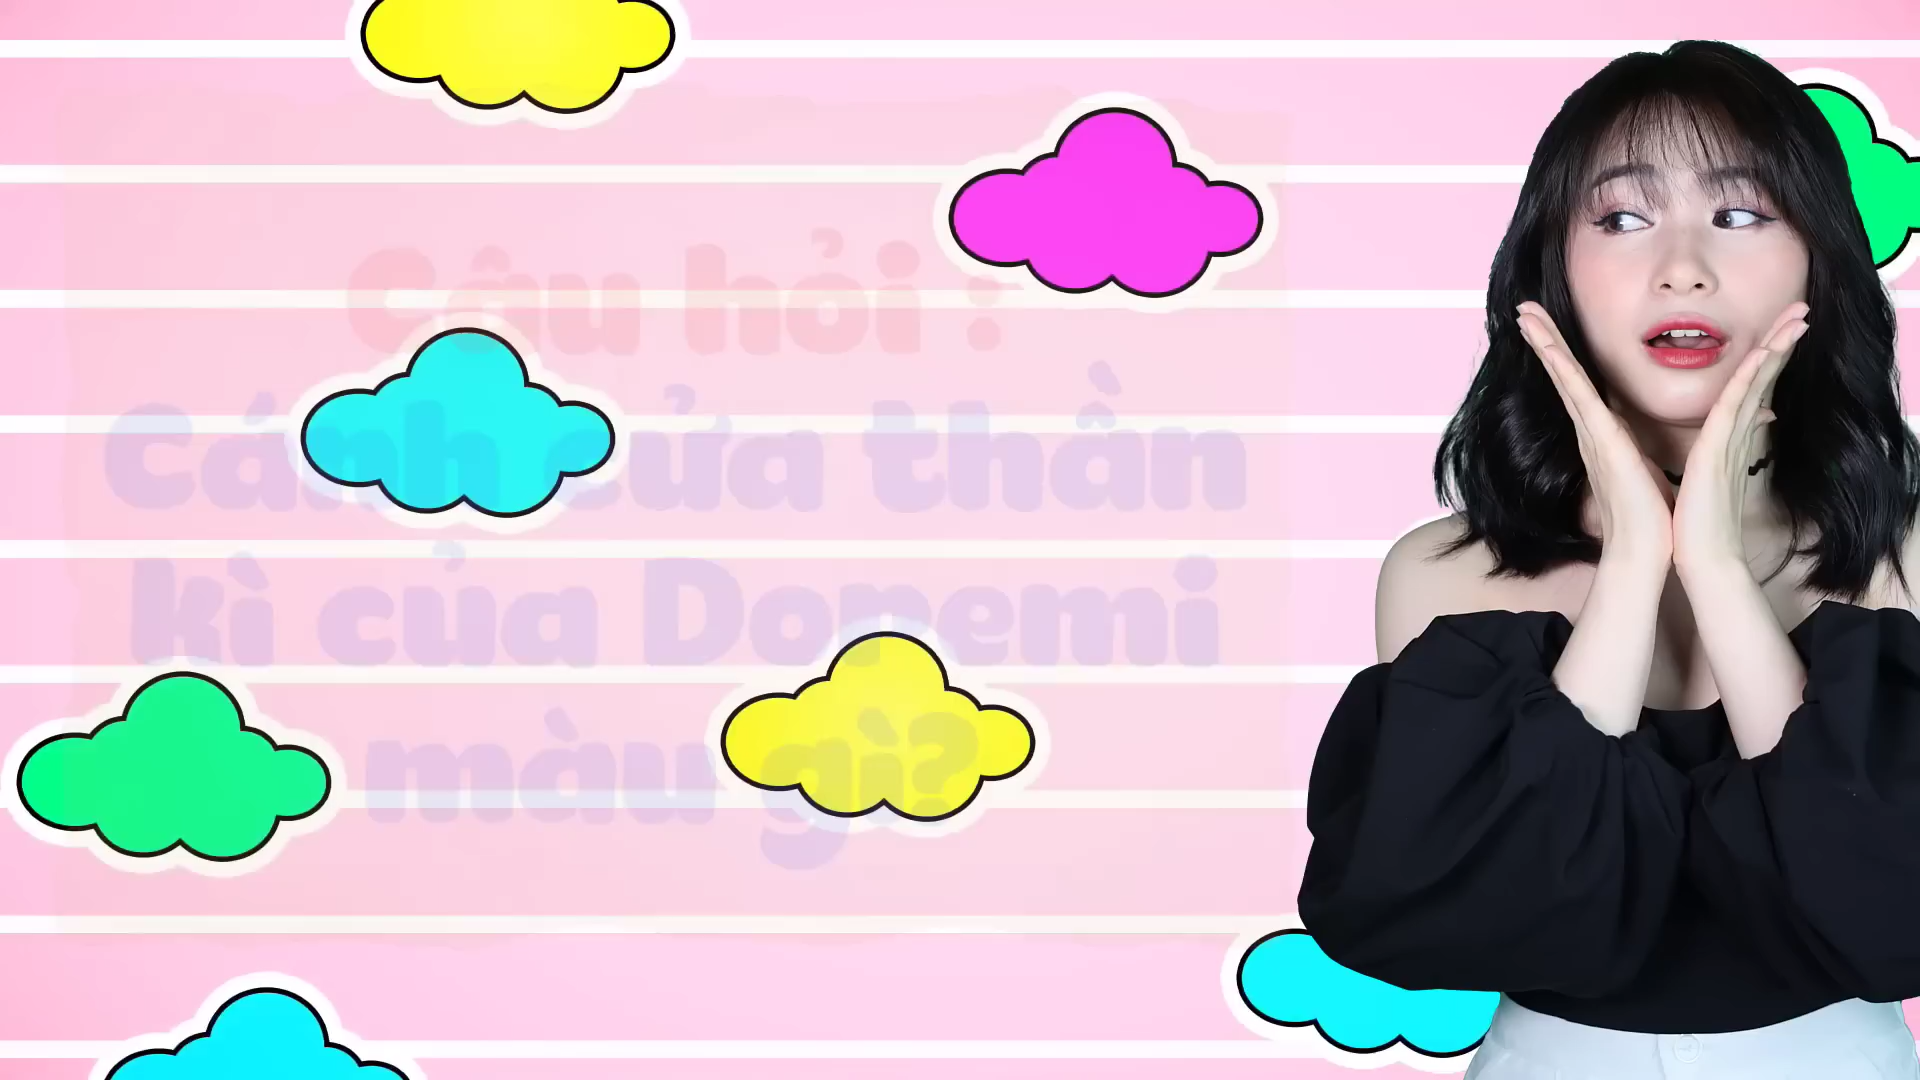 Câu hỏi :
Cánh cửa thần
kì của Doremi
màu gì?